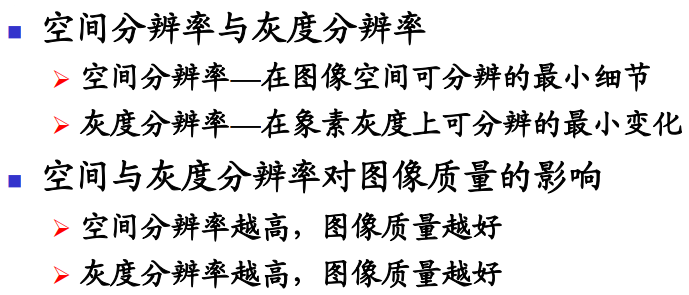 空间分辨率与灰度分辨率
空间分辨率—在图像空间可分辨的最小细节
灰度分辨率—在象素灰度上可分辨的最小变化
空间与灰度分辨率对图像质量的影响
空间分辨率越高，图像质量越好
灰度分辨率越高，图像质量越好